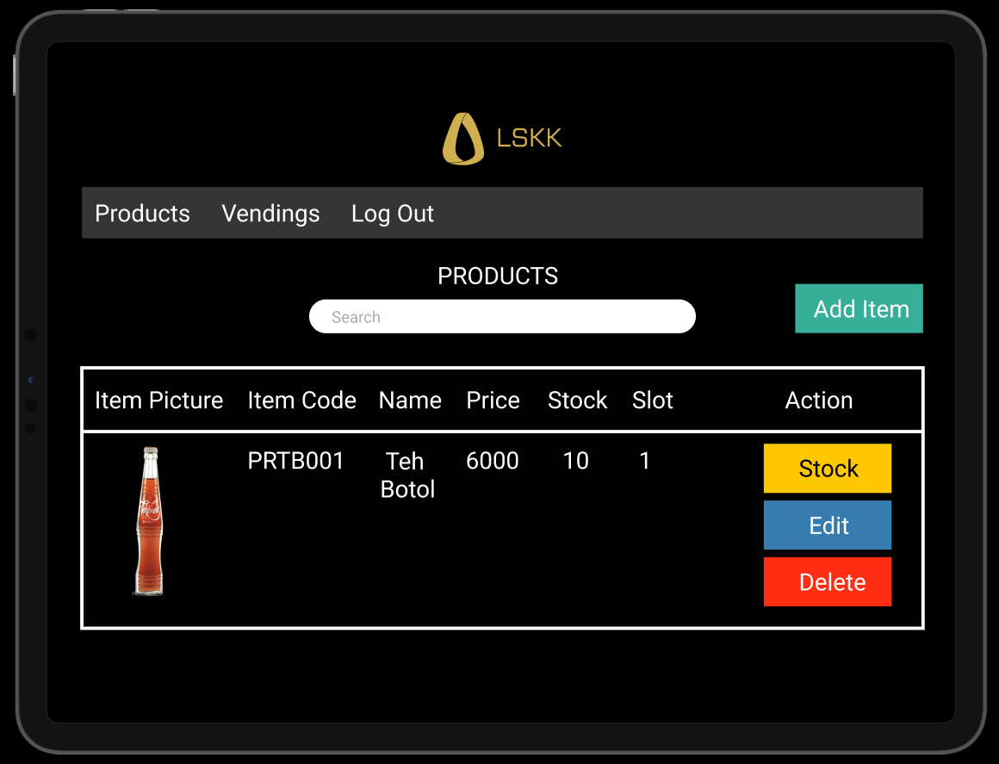 LSKK
Products Vendings Log Out
PRODUCTS
Search
Add Item
Item Picture Item Code Name Price Stock Slot Action
PRTB001 Teh Botol 6000 10 1
Stock
Edit
Delete